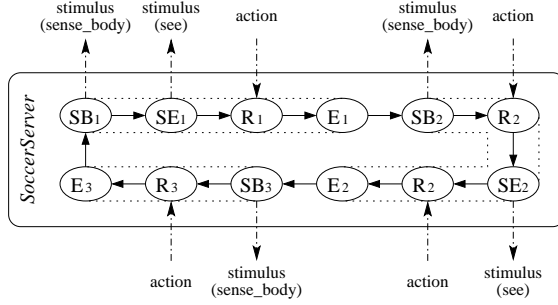 stimulus
(sense_body)
stimulus
(see)
action
stimulus
(sense_body)
action
SoccerServer
SB1
SE1
R1
E1
SB2
R2
E3
R3
SB3
E2
R2
SE2
action
stimulus
(sense_body)
action
stimulus
(see)